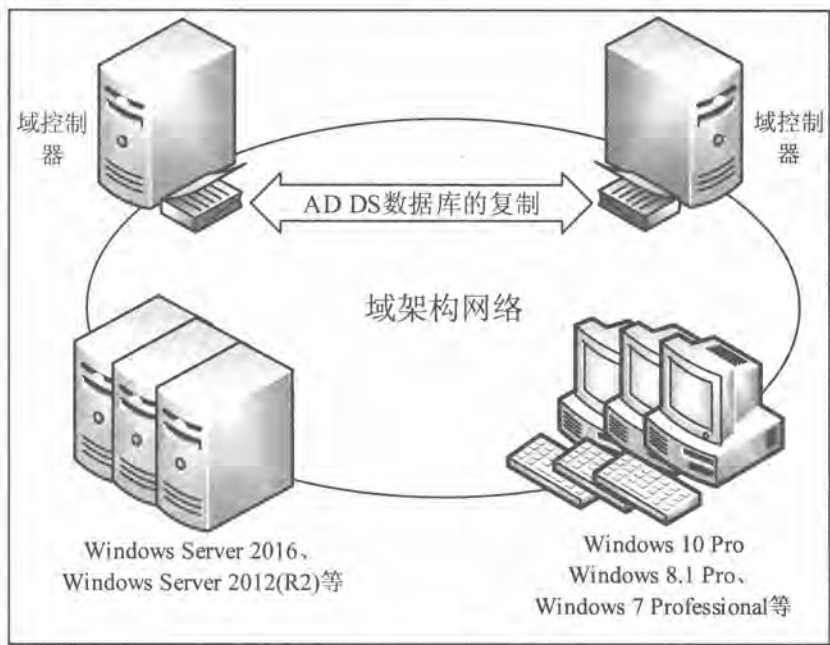 域控制
器
域控制
器
AD DS数据库的复制
域架构网络
Windows Server 2016、
Windows Server 2012(R2)等
Windows 10 Pro
Windows 8.1 Pro、
Windows 7 Professional等